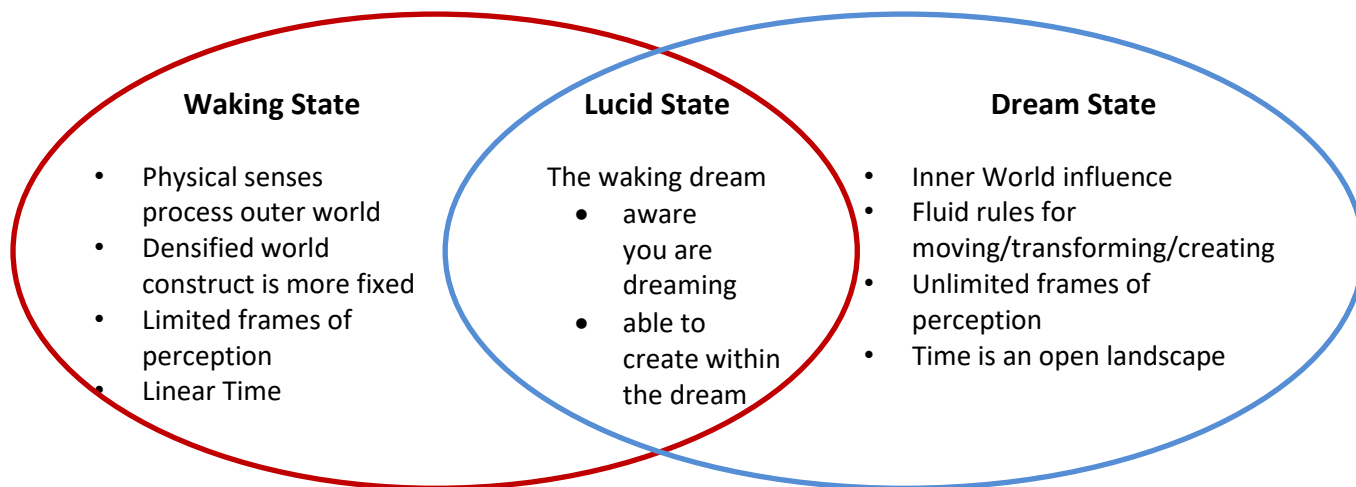 Waking State
• Physical senses
process outer world
• Densified world
construct is more fixed
• Limited frames of
perception
• Linear Time
Lucid State
The waking dream
• aware
you are
dreaming
• able to
create within
the dream
Dream State
• Inner World influence
• Fluid rules for
moving/transforming/creating
• Unlimited frames of
perception
• Time is an open landscape